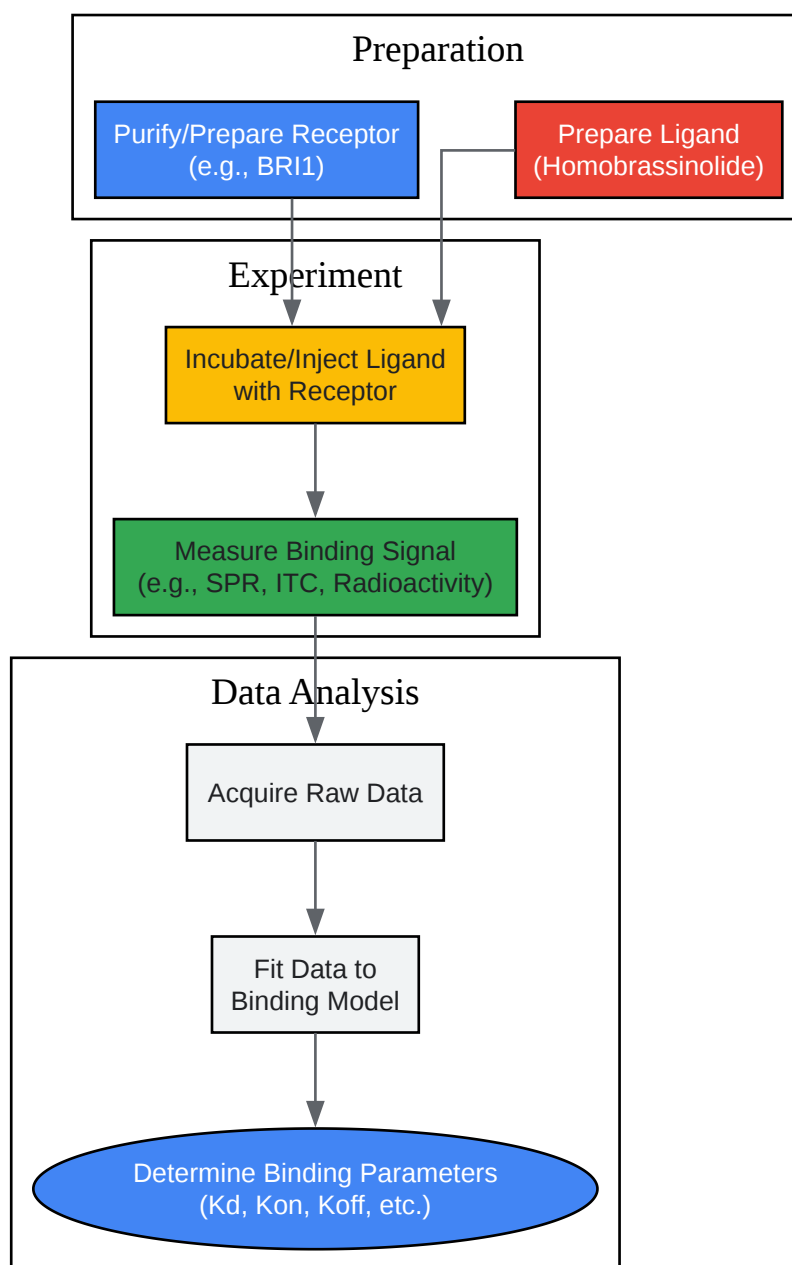 Preparation
Purify/Prepare Receptor
(e.g., BRI1)
Prepare Ligand
(Homobrassinolide)
Experiment
Incubate/Inject Ligand
with Receptor
Measure Binding Signal
(e.g., SPR, ITC, Radioactivity)
Data Analysis
Acquire Raw Data
Fit Data to
Binding Model
Determine Binding Parameters
(Kd, Kon, Koff, etc.)